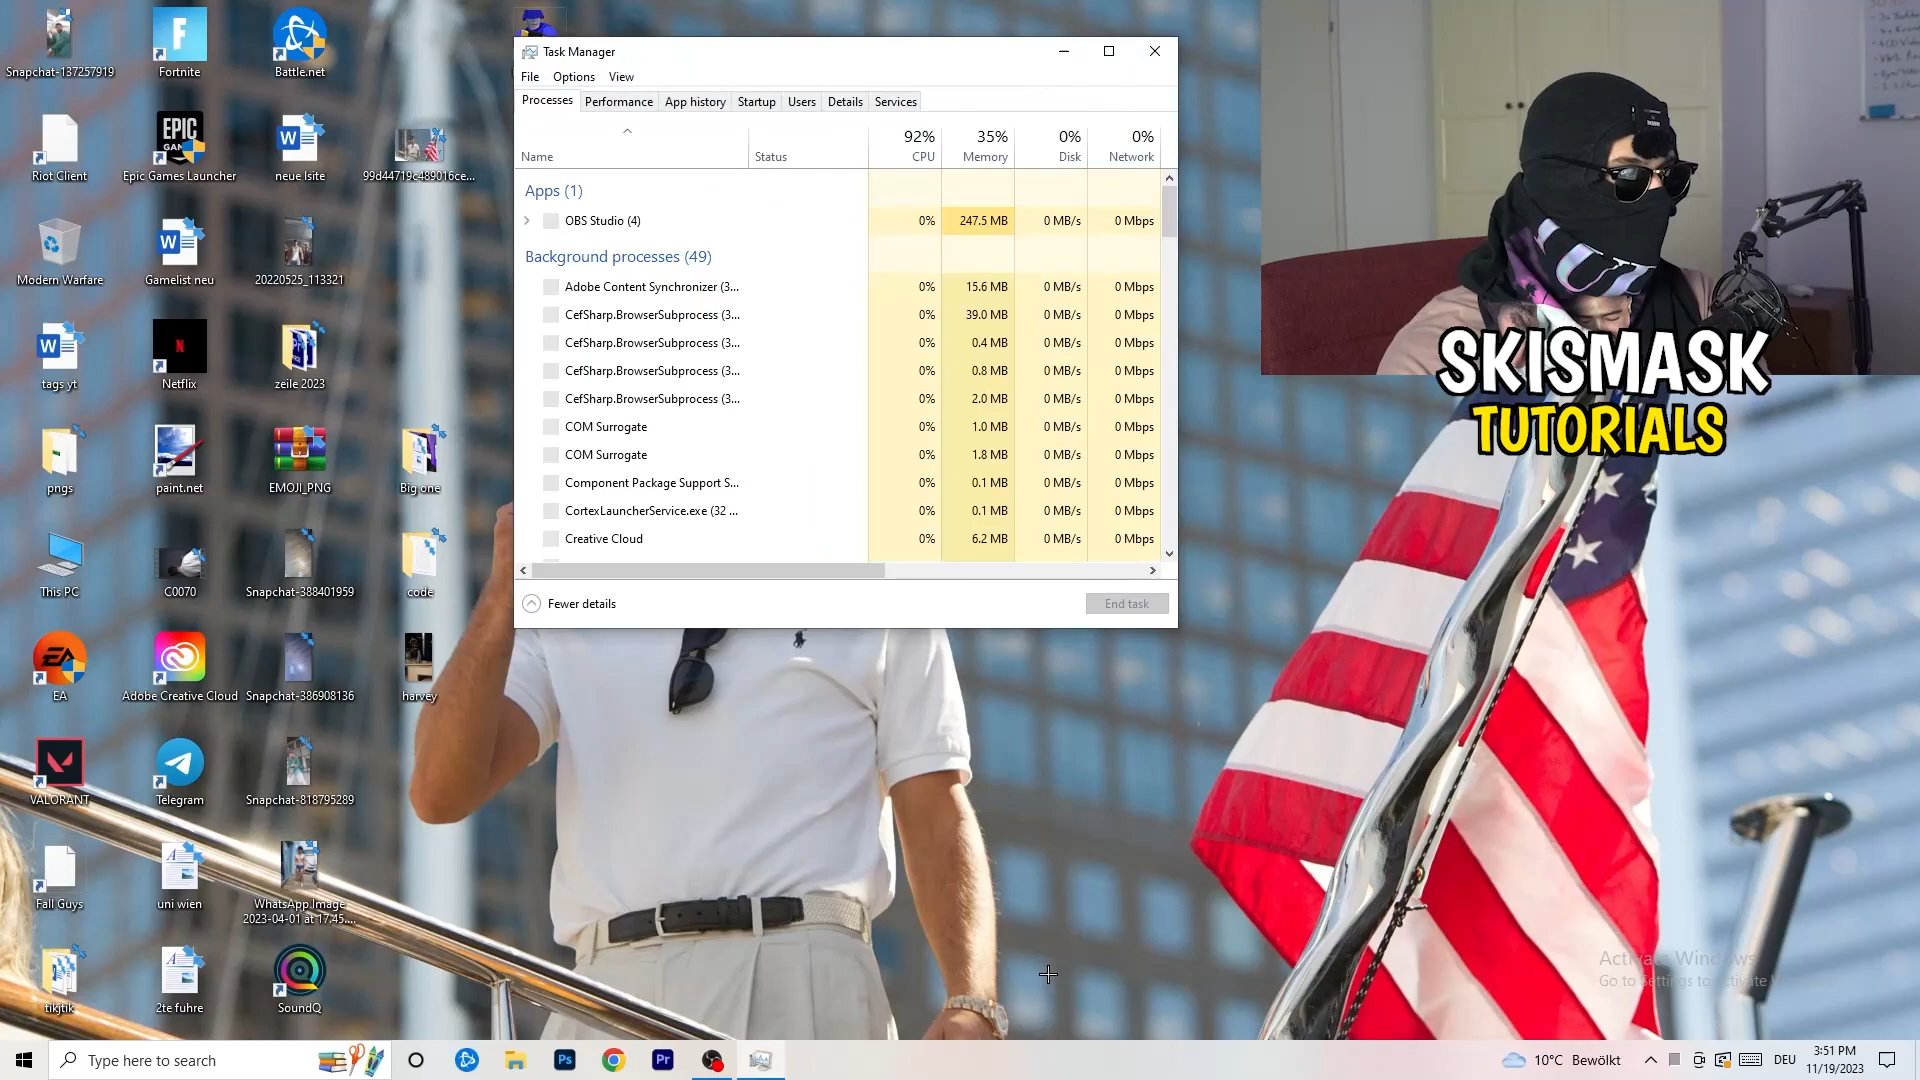 Snapchat-137257919
Fortnite
Battle.net
Riot Client
EPIC
Epic Games Launcher
neue lsite
99d44719c489016ce...
Modern Warfare
Gamelist neu
20220525_113321
tags yt
Netflix
zeile 2023
pngs
paint.net
EMOJI_PNG
Big one
This PC
C0070
Snapchat-388401959
code
EA
Adobe Creative Cloud
Snapchat-386908136
harvey
VALORANT
Telegram
Snapchat-818795289
Fall Guys
uni wien
WhatsApp Image
2023-04-01 at 17.45....
tikjtik
2te fuhre
SoundQ
Task Manager
File Options View
Processes Performance App history Startup Users Details Services
92% 35% 0% 0%
Name Status CPU Memory Disk Network
Apps (1)
OBS Studio (4) 0% 247.5 MB 0 MB/s 0 Mbps
Background processes (49)
Adobe Content Synchronizer (3... 0% 15.6 MB 0 MB/s 0 Mbps
CefSharp.BrowserSubprocess (3... 0% 39.0 MB 0 MB/s 0 Mbps
CefSharp.BrowserSubprocess (3... 0% 0.4 MB 0 MB/s 0 Mbps
CefSharp.BrowserSubprocess (3... 0% 0.8 MB 0 MB/s 0 Mbps
CefSharp.BrowserSubprocess (3... 0% 2.0 MB 0 MB/s 0 Mbps
COM Surrogate 0% 1.0 MB 0 MB/s 0 Mbps
COM Surrogate 0% 1.8 MB 0 MB/s 0 Mbps
Component Package Support S... 0% 0.1 MB 0 MB/s 0 Mbps
CortexLauncherService.exe (32 ... 0% 0.1 MB 0 MB/s 0 Mbps
Creative Cloud 0% 6.2 MB 0 MB/s 0 Mbps
Fewer details End task
SKISMASK
TUTORIALS
Activate Windows
Go to Settings to activate
Type here to search
Ps
Pr
10°C Bewölkt
DEU
3:51 PM
11/19/2023